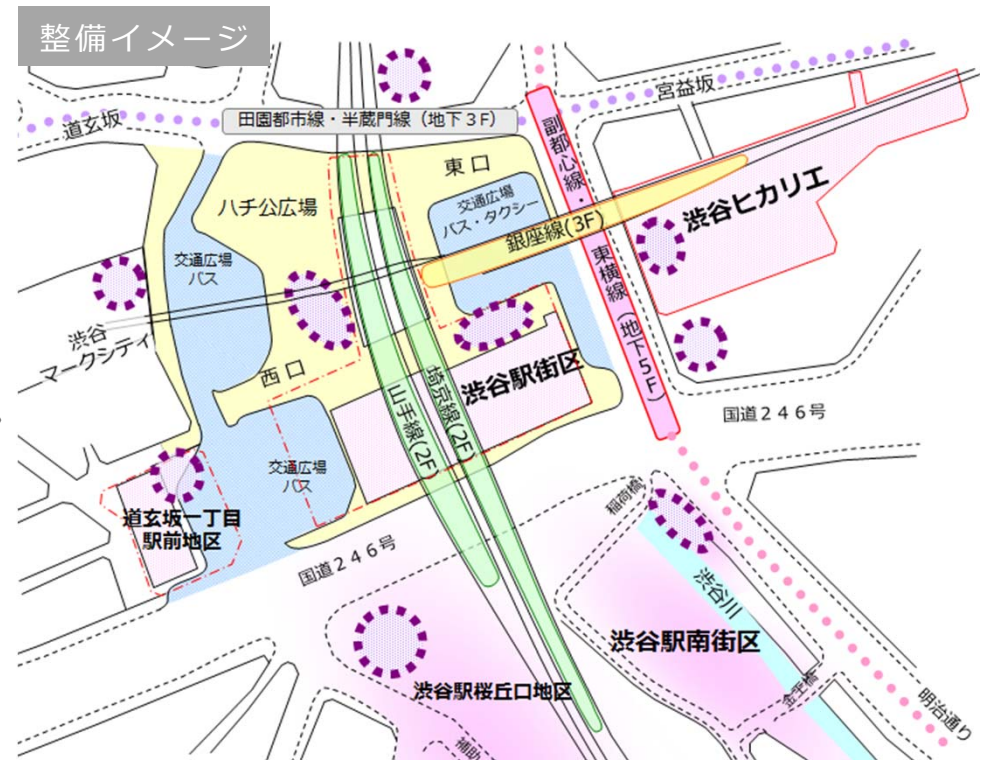 整備イメージ
道玄坂
宮益坂
田園都市線・半蔵門線（地下３F）
副都心線・
東横線（地下５F）
東口
交通広場
バス・タクシー
ハチ公広場
銀座線(3F)
渋谷ヒカリエ
交通広場
バス
渋谷
マークシティ
西口
山手線(2F)
埼京線(2F)
渋谷駅街区
国道２４６号
交通広場
バス
道玄坂一丁目
駅前地区
国道２４６号
稲荷橋
渋谷川
渋谷駅南街区
渋谷駅桜丘口地区
金王橋
明治通り
補助